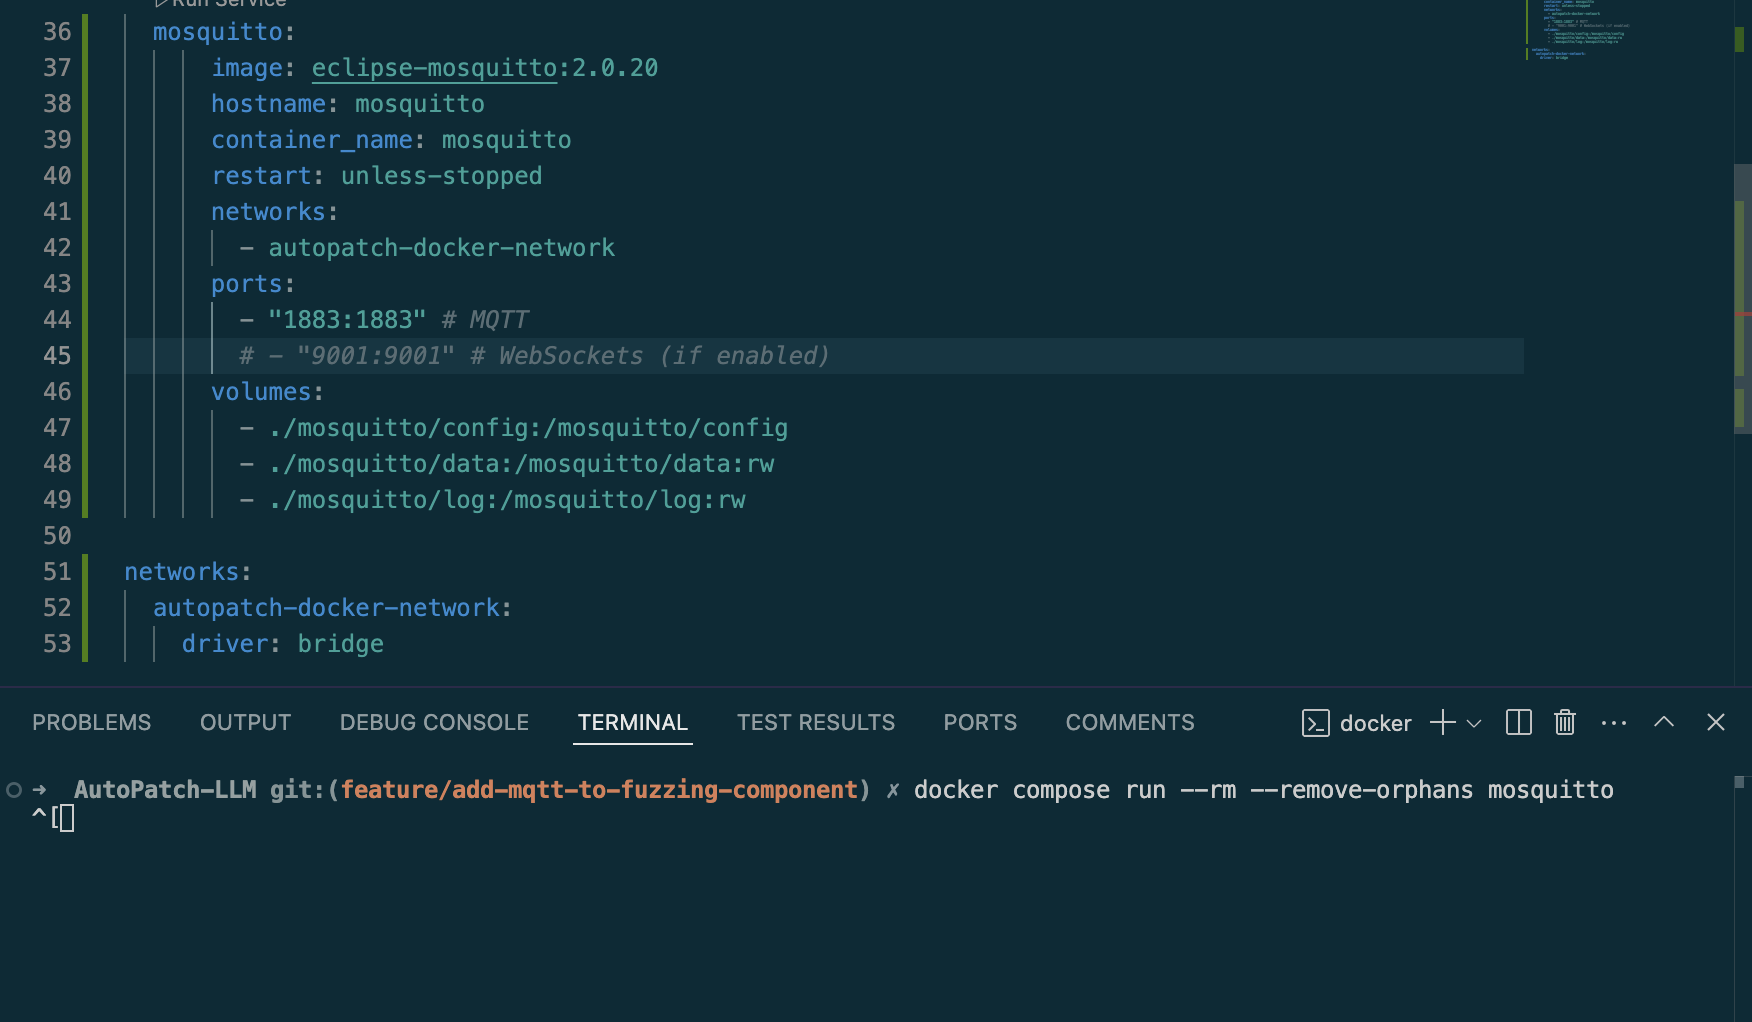 Run Service
36 mosquitto:
37 image: eclipse-mosquitto:2.0.20
38 hostname: mosquitto
39 container_name: mosquitto
40 restart: unless-stopped
41 networks:
42 - autopatch-docker-network
43 ports:
44 - "1883:1883" # MQTT
45 # - "9001:9001" # WebSockets (if enabled)
46 volumes:
47 - ./mosquitto/config:/mosquitto/config
48 - ./mosquitto/data:/mosquitto/data:rw
49 - ./mosquitto/log:/mosquitto/log:rw
50
51 networks:
52 autopatch-docker-network:
53 driver: bridge
PROBLEMS OUTPUT DEBUG CONSOLE TERMINAL TEST RESULTS PORTS COMMENTS docker
➜ AutoPatch-LLM git:(feature/add-mqtt-to-fuzzing-component) ✗ docker compose run --rm --remove-orphans mosquitto
^[